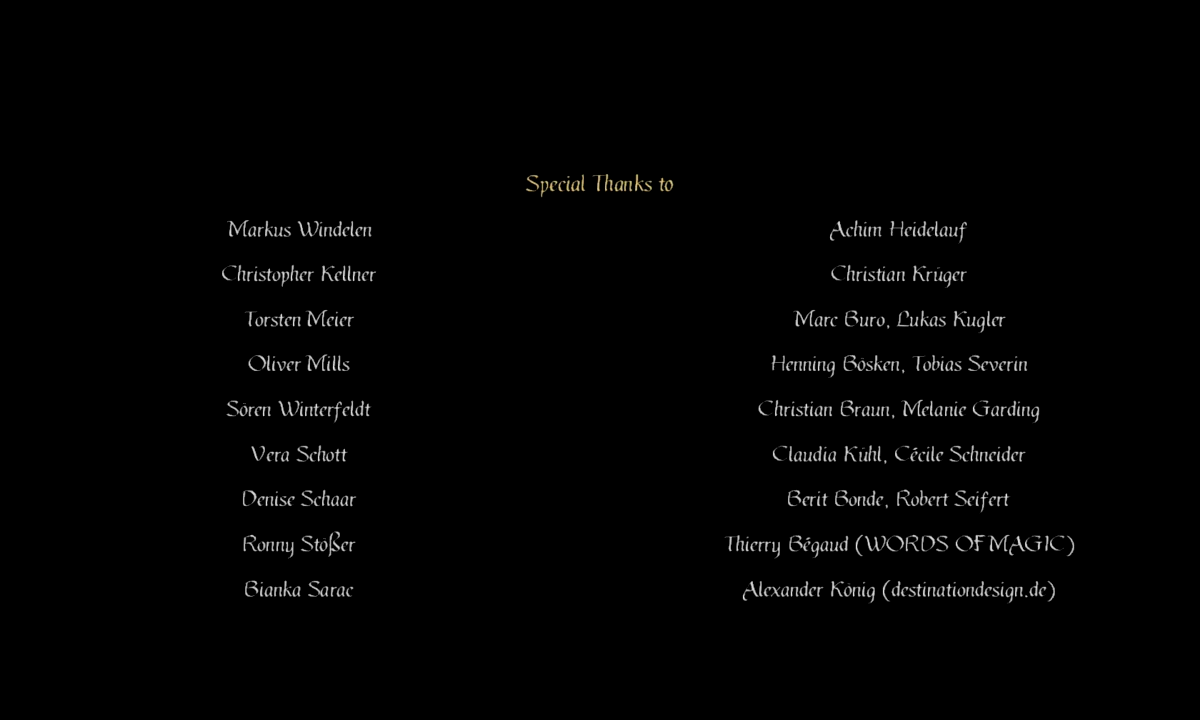 Special Thanks to
Markus Windelen
Achim Heidelauf
Christopher Kellner
Christian Krüger
Torsten Meier
Marc Buro, Lukas Kugler
Oliver Mills
Henning Bösken, Tobias Severin
Sören Winterfeldt
Christian Braun, Melanie Garding
Vera Schott
Claudia Kühl, Cécile Schneider
Denise Schaar
Berit Bonde, Robert Seifert
Ronny Stößer
Thierry Bégaud (WORDS OF MAGIC)
Bianka Sarac
Alexander König (destinationdesign.de)